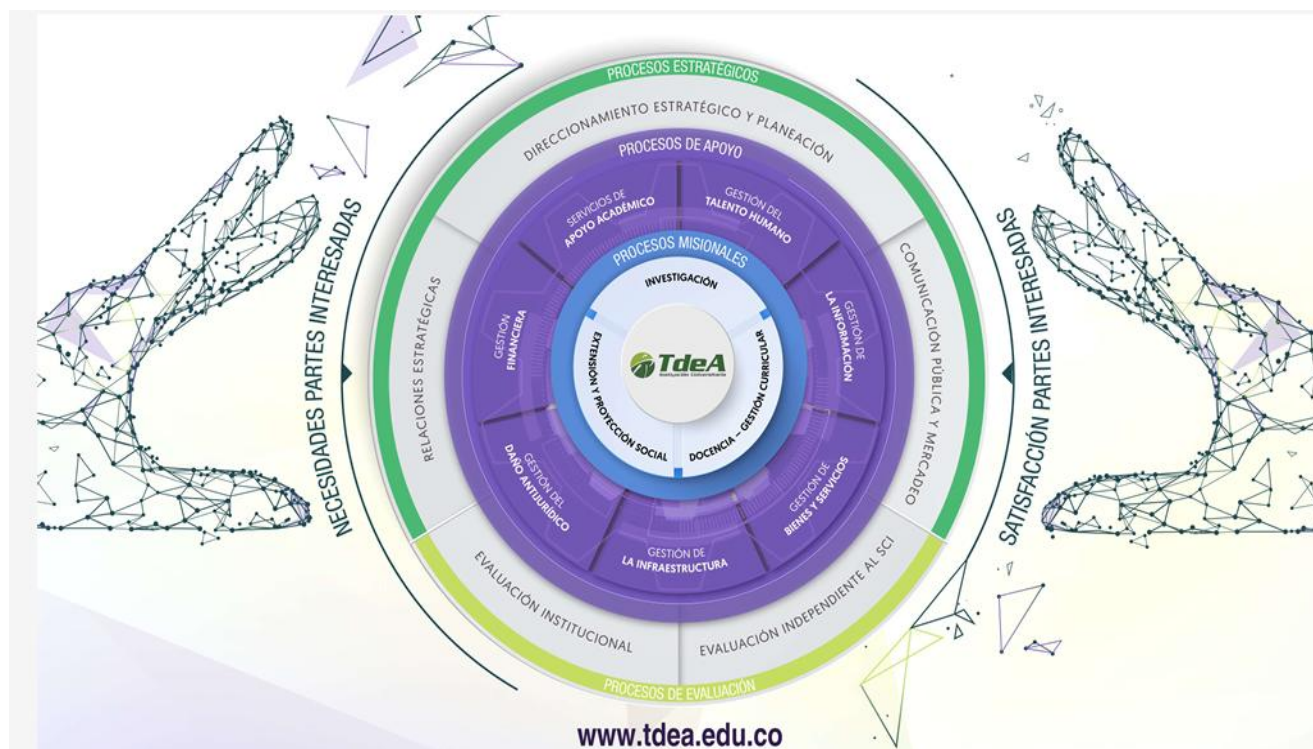 PROCESOS ESTRATÉGICOS
DIRECCIONAMIENTO ESTRATÉGICO Y PLANEACIÓN
PROCESOS DE APOYO
SERVICIOS DE
APOYO ACADÉMICO
GESTIÓN DEL
TALENTO HUMANO
NECESIDADES PARTES INTERESADAS
RELACIONES ESTRATÉGICAS
GESTIÓN
FINANCIERA
PROCESOS MISIONALES
INVESTIGACIÓN
EXTENSIÓN Y PROYECCIÓN SOCIAL
TdeA
Institución Universitaria
DOCENCIA – GESTIÓN CURRICULAR
GESTIÓN DE
LA INFORMACIÓN
COMUNICACIÓN PÚBLICA Y MERCADEO
SATISFACCIÓN PARTES INTERESADAS
GESTIÓN DEL
DAÑO ANTIJURÍDICO
GESTIÓN DE
LA INFRAESTRUCTURA
GESTIÓN DE
BIENES Y SERVICIOS
EVALUACIÓN INSTITUCIONAL
EVALUACIÓN INDEPENDIENTE AL SCI
PROCESOS DE EVALUACIÓN
www.tdea.edu.co